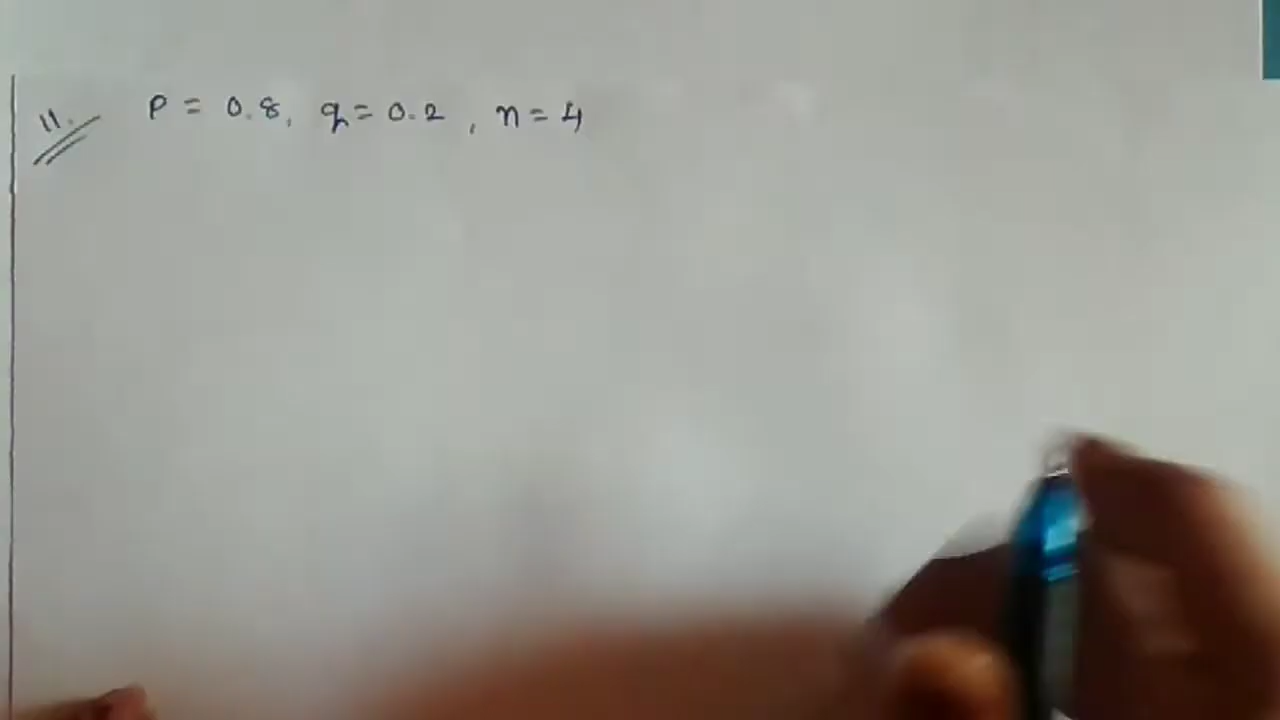 11. P = 0.8, q = 0.2, n = 4